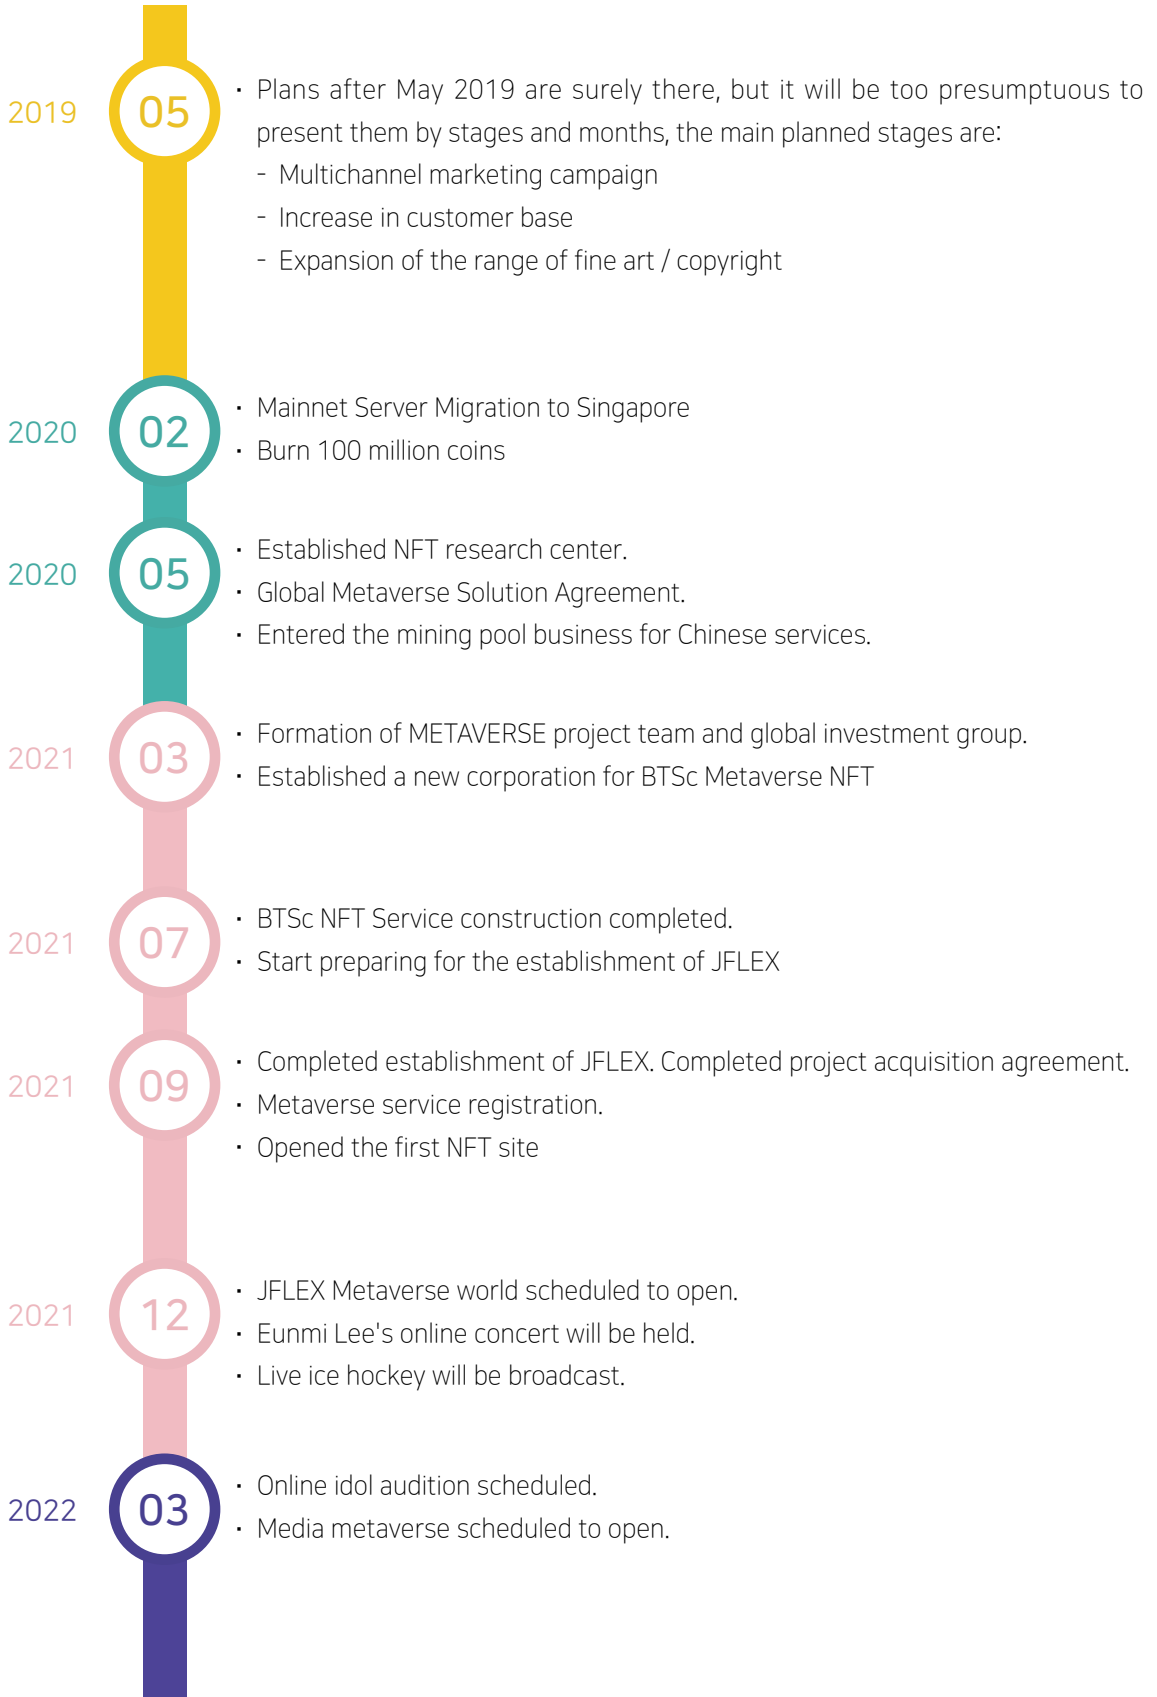 2019
05
· Plans after May 2019 are surely there, but it will be too presumptuous to
present them by stages and months, the main planned stages are:
- Multichannel marketing campaign
- Increase in customer base
- Expansion of the range of fine art / copyright
2020
02
· Mainnet Server Migration to Singapore
· Burn 100 million coins
2020
05
· Established NFT research center.
· Global Metaverse Solution Agreement.
· Entered the mining pool business for Chinese services.
2021
03
· Formation of METAVERSE project team and global investment group.
· Established a new corporation for BTSc Metaverse NFT
2021
07
· BTSc NFT Service construction completed.
· Start preparing for the establishment of JFLEX
2021
09
· Completed establishment of JFLEX. Completed project acquisition agreement.
· Metaverse service registration.
· Opened the first NFT site
2021
12
· JFLEX Metaverse world scheduled to open.
· Eunmi Lee's online concert will be held.
· Live ice hockey will be broadcast.
2022
03
· Online idol audition scheduled.
· Media metaverse scheduled to open.